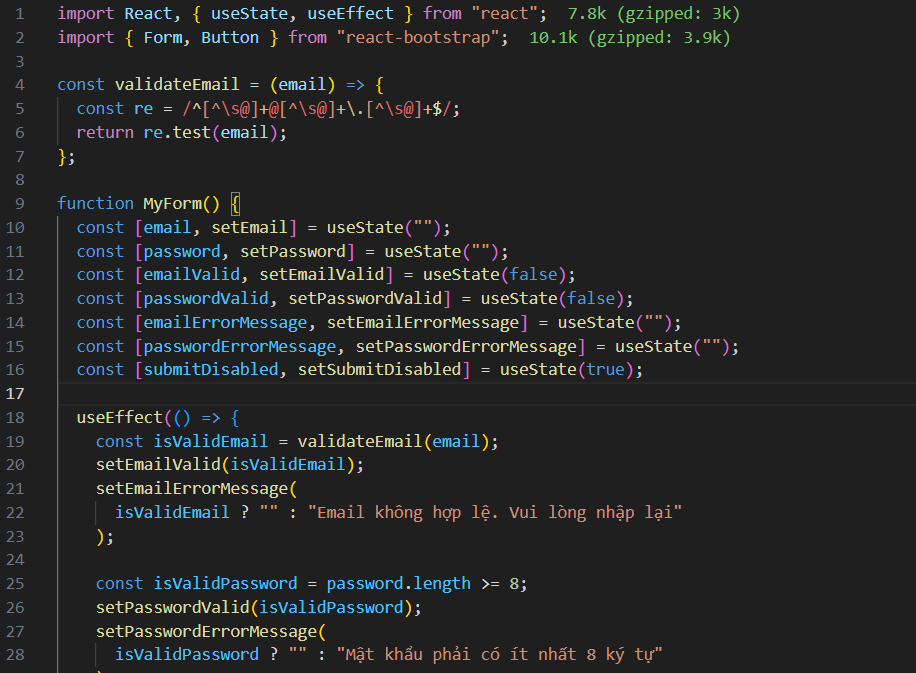 1 import React, { useState, useEffect } from "react"; 7.8k (gzipped: 3k)
2 import { Form, Button } from "react-bootstrap"; 10.1k (gzipped: 3.9k)
3
4 const validateEmail = (email) => {
5   const re = /^[^\s@]+@[^\s@]+\.[^\s@]+$/;
6   return re.test(email);
7 };
8
9 function MyForm() {
10   const [email, setEmail] = useState("");
11   const [password, setPassword] = useState("");
12   const [emailValid, setEmailValid] = useState(false);
13   const [passwordValid, setPasswordValid] = useState(false);
14   const [emailErrorMessage, setEmailErrorMessage] = useState("");
15   const [passwordErrorMessage, setPasswordErrorMessage] = useState("");
16   const [submitDisabled, setSubmitDisabled] = useState(true);
17
18   useEffect(() => {
19     const isValidEmail = validateEmail(email);
20     setEmailValid(isValidEmail);
21     setEmailErrorMessage(
22       isValidEmail ? "" : "Email không hợp lệ. Vui lòng nhập lại"
23     );
24
25     const isValidPassword = password.length >= 8;
26     setPasswordValid(isValidPassword);
27     setPasswordErrorMessage(
28       isValidPassword ? "" : "Mật khẩu phải có ít nhất 8 ký tự"